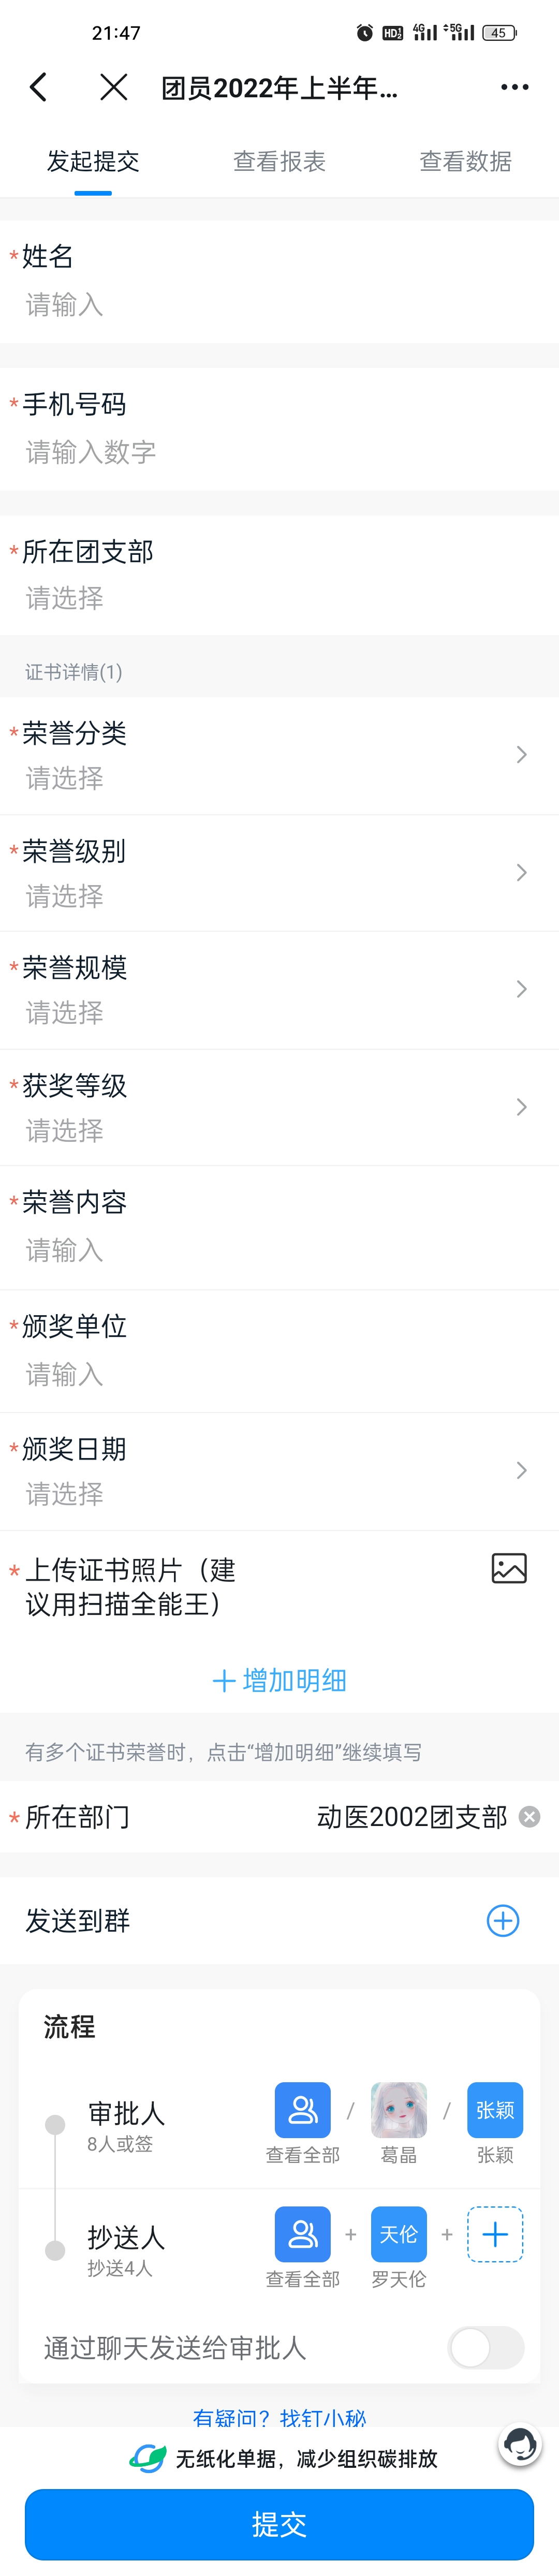 21:47
HD 4G 5G 45
团员2022年上半年...
发起提交 查看报表 查看数据
*姓名
请输入
*手机号码
请输入数字
*所在团支部
请选择
证书详情(1)
*荣誉分类
请选择
*荣誉级别
请选择
*荣誉规模
请选择
*获奖等级
请选择
*荣誉内容
请输入
*颁奖单位
请输入
*颁奖日期
请选择
*上传证书照片（建
议用扫描全能王）
+增加明细
有多个证书荣誉时，点击“增加明细”继续填写
*所在部门 动医2002团支部
发送到群
流程
审批人 / / 张颖
8人或签 查看全部 葛晶 张颖
抄送人 + 天伦 +
抄送4人 查看全部 罗天伦
通过聊天发送给审批人
有疑问？找钉小秘
无纸化单据，减少组织碳排放
提交